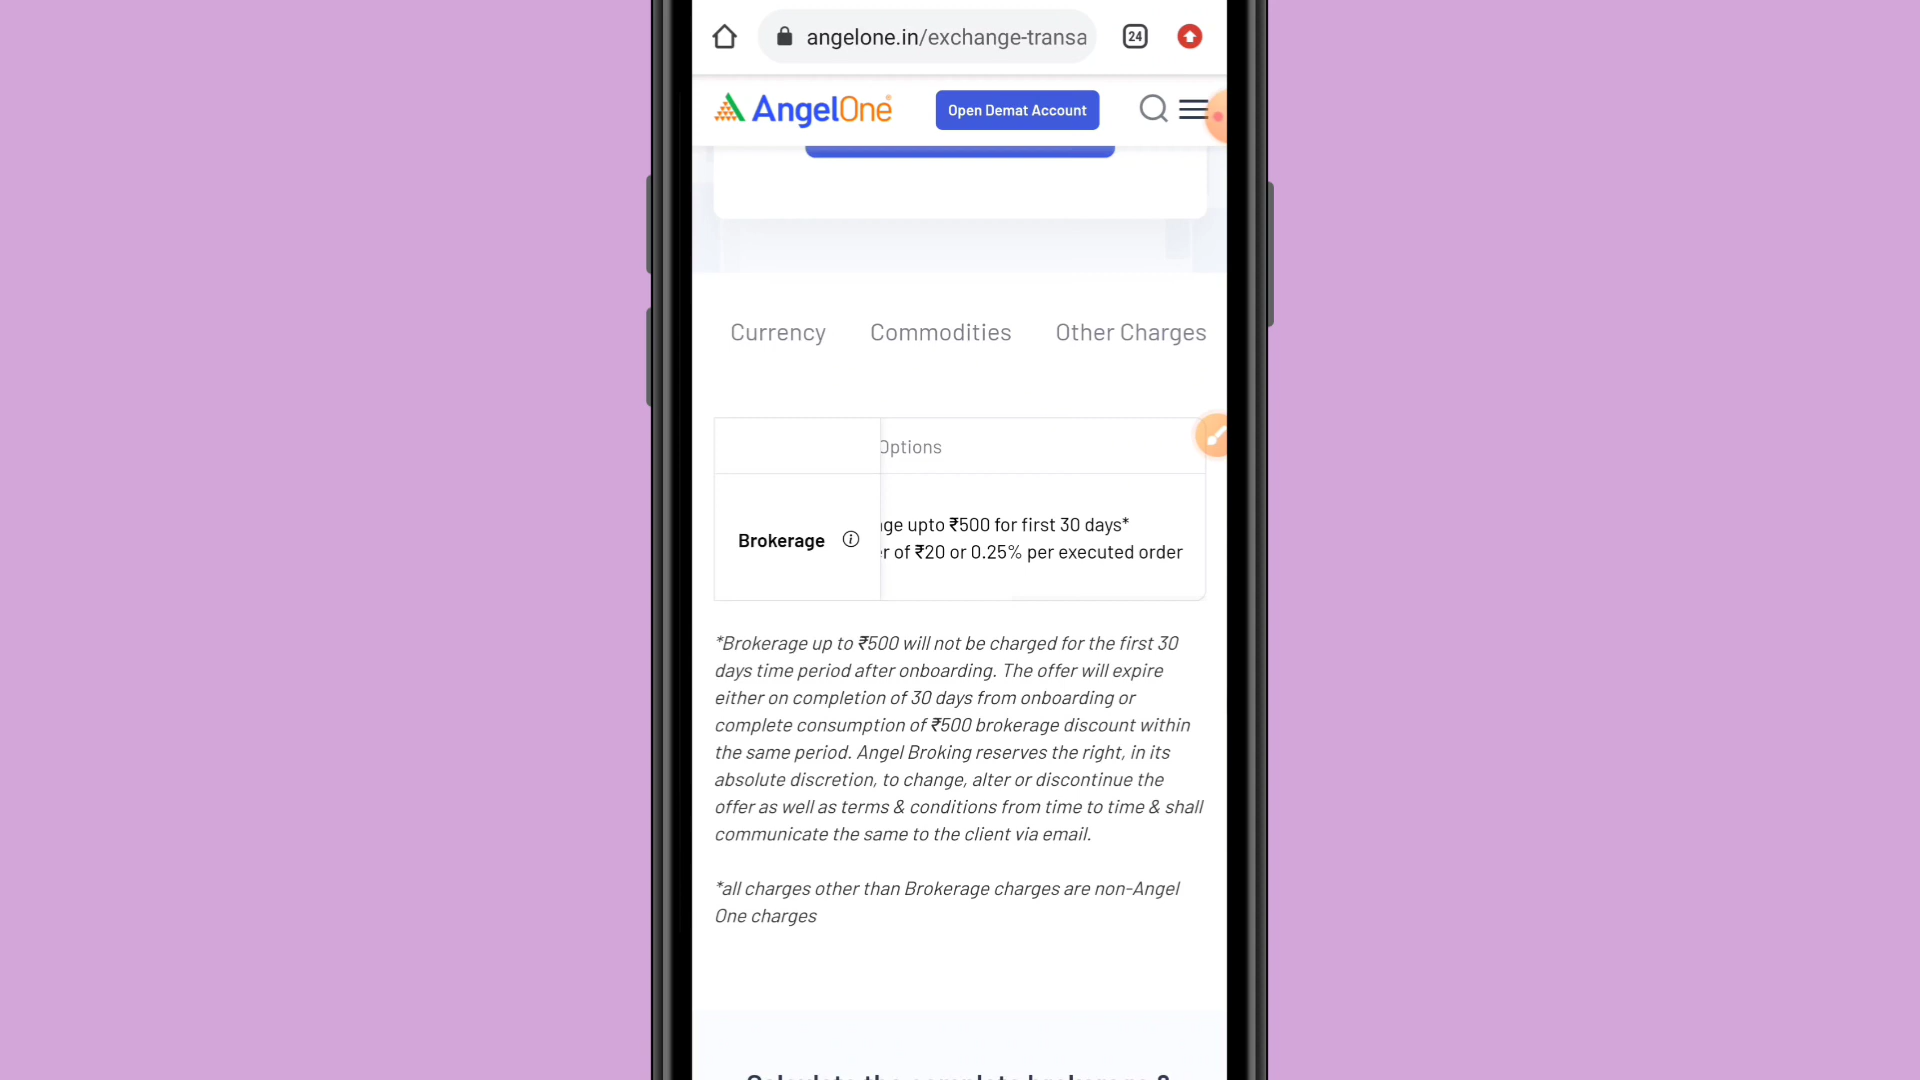 angelone.in/exchange-transa
24
AngelOne
Open Demat Account
Currency Commodities Other Charges
Options
Brokerage
ge upto ₹500 for first 30 days*
r of ₹20 or 0.25% per executed order
*Brokerage up to ₹500 will not be charged for the first 30
days time period after onboarding. The offer will expire
either on completion of 30 days from onboarding or
complete consumption of ₹500 brokerage discount within
the same period. Angel Broking reserves the right, in its
absolute discretion, to change, alter or discontinue the
offer as well as terms & conditions from time to time & shall
communicate the same to the client via email.
*all charges other than Brokerage charges are non-Angel
One charges